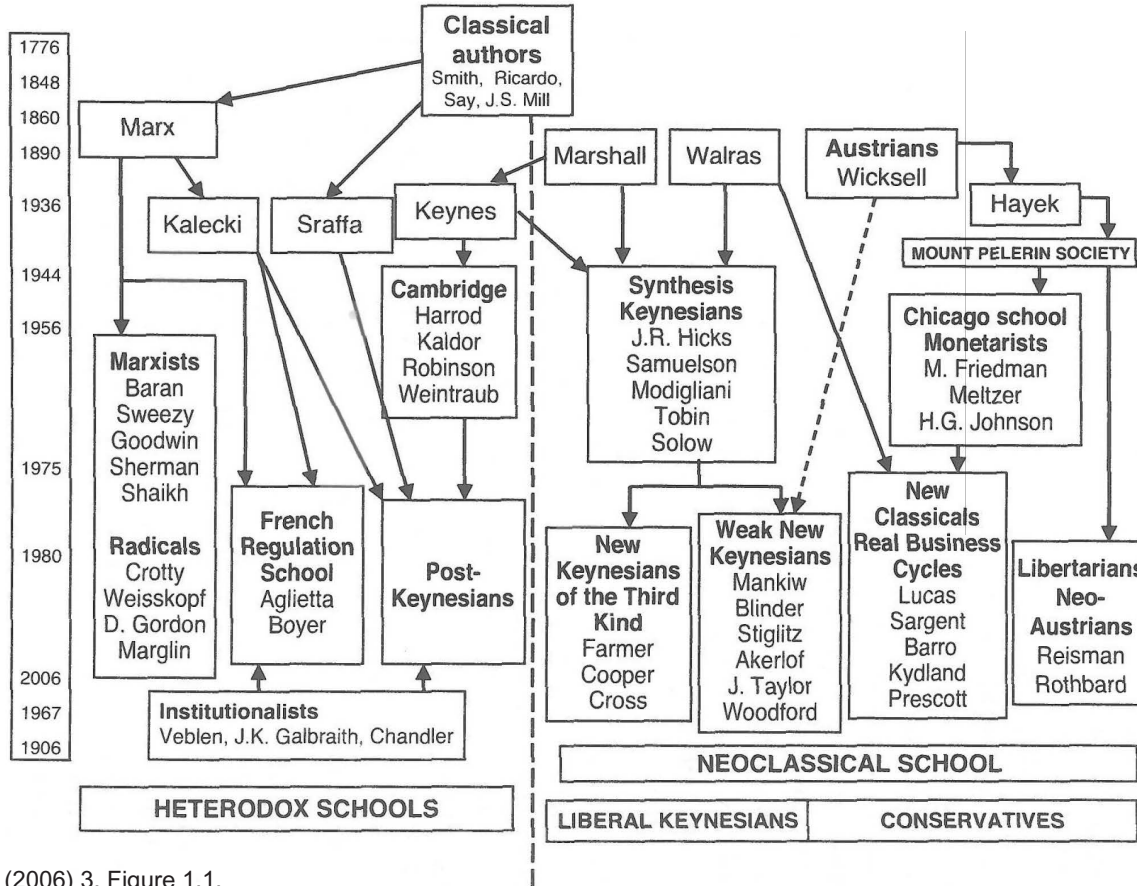 1776
1848
1860
1890
1936
1944
1956
1975
1980
2006
1967
1906
Classical
authors
Smith, Ricardo,
Say, J.S. Mill
Marx
Kalecki
Sraffa
Keynes
Marshall
Walras
Austrians
Wicksell
Hayek
MOUNT PELERIN SOCIETY
Cambridge
Harrod
Kaldor
Robinson
Weintraub
Synthesis
Keynesians
J.R. Hicks
Samuelson
Modigliani
Tobin
Solow
Chicago school
Monetarists
M. Friedman
Meltzer
H.G. Johnson
Marxists
Baran
Sweezy
Goodwin
Sherman
Shaikh
Radicals
Crotty
Weisskopf
D. Gordon
Marglin
French
Regulation
School
Aglietta
Boyer
Post-
Keynesians
New
Keynesians
of the Third
Kind
Farmer
Cooper
Cross
Weak New
Keynesians
Mankiw
Blinder
Stiglitz
Akerlof
J. Taylor
Woodford
New
Classicals
Real Business
Cycles
Lucas
Sargent
Barro
Kydland
Prescott
Libertarians
Neo-
Austrians
Reisman
Rothbard
Institutionalists
Veblen, J.K. Galbraith, Chandler
HETERODOX SCHOOLS
NEOCLASSICAL SCHOOL
LIBERAL KEYNESIANS
CONSERVATIVES
(2006) 3, Figure 1.1.